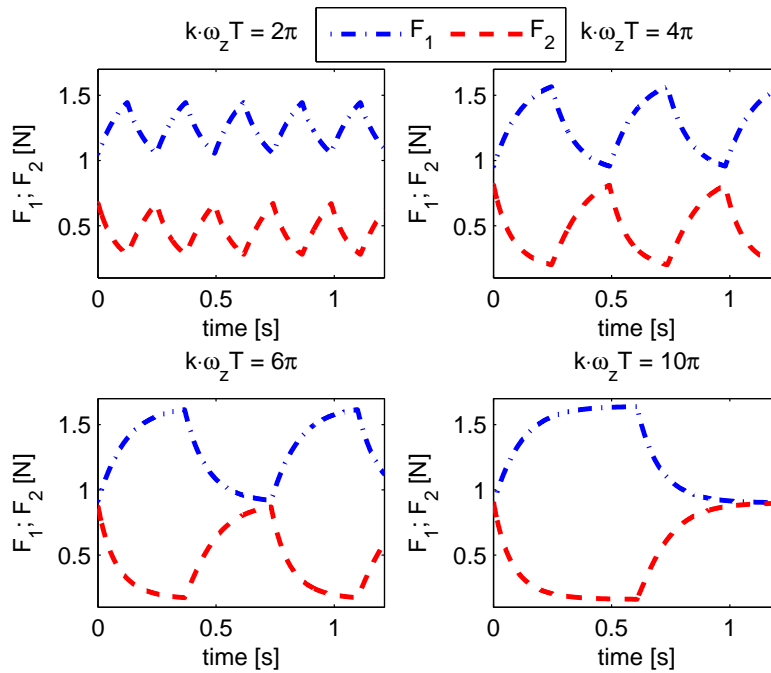 k·ω_zT = 2π
F_1 F_2
k·ω_zT = 4π
F_1; F_2 [N]
1.5
1
0.5
0 0.5 1
time [s]
F_1; F_2 [N]
1.5
1
0.5
0 0.5 1
time [s]
k·ω_zT = 6π
k·ω_zT = 10π
F_1; F_2 [N]
1.5
1
0.5
0 0.5 1
time [s]
F_1; F_2 [N]
1.5
1
0.5
0 0.5 1
time [s]